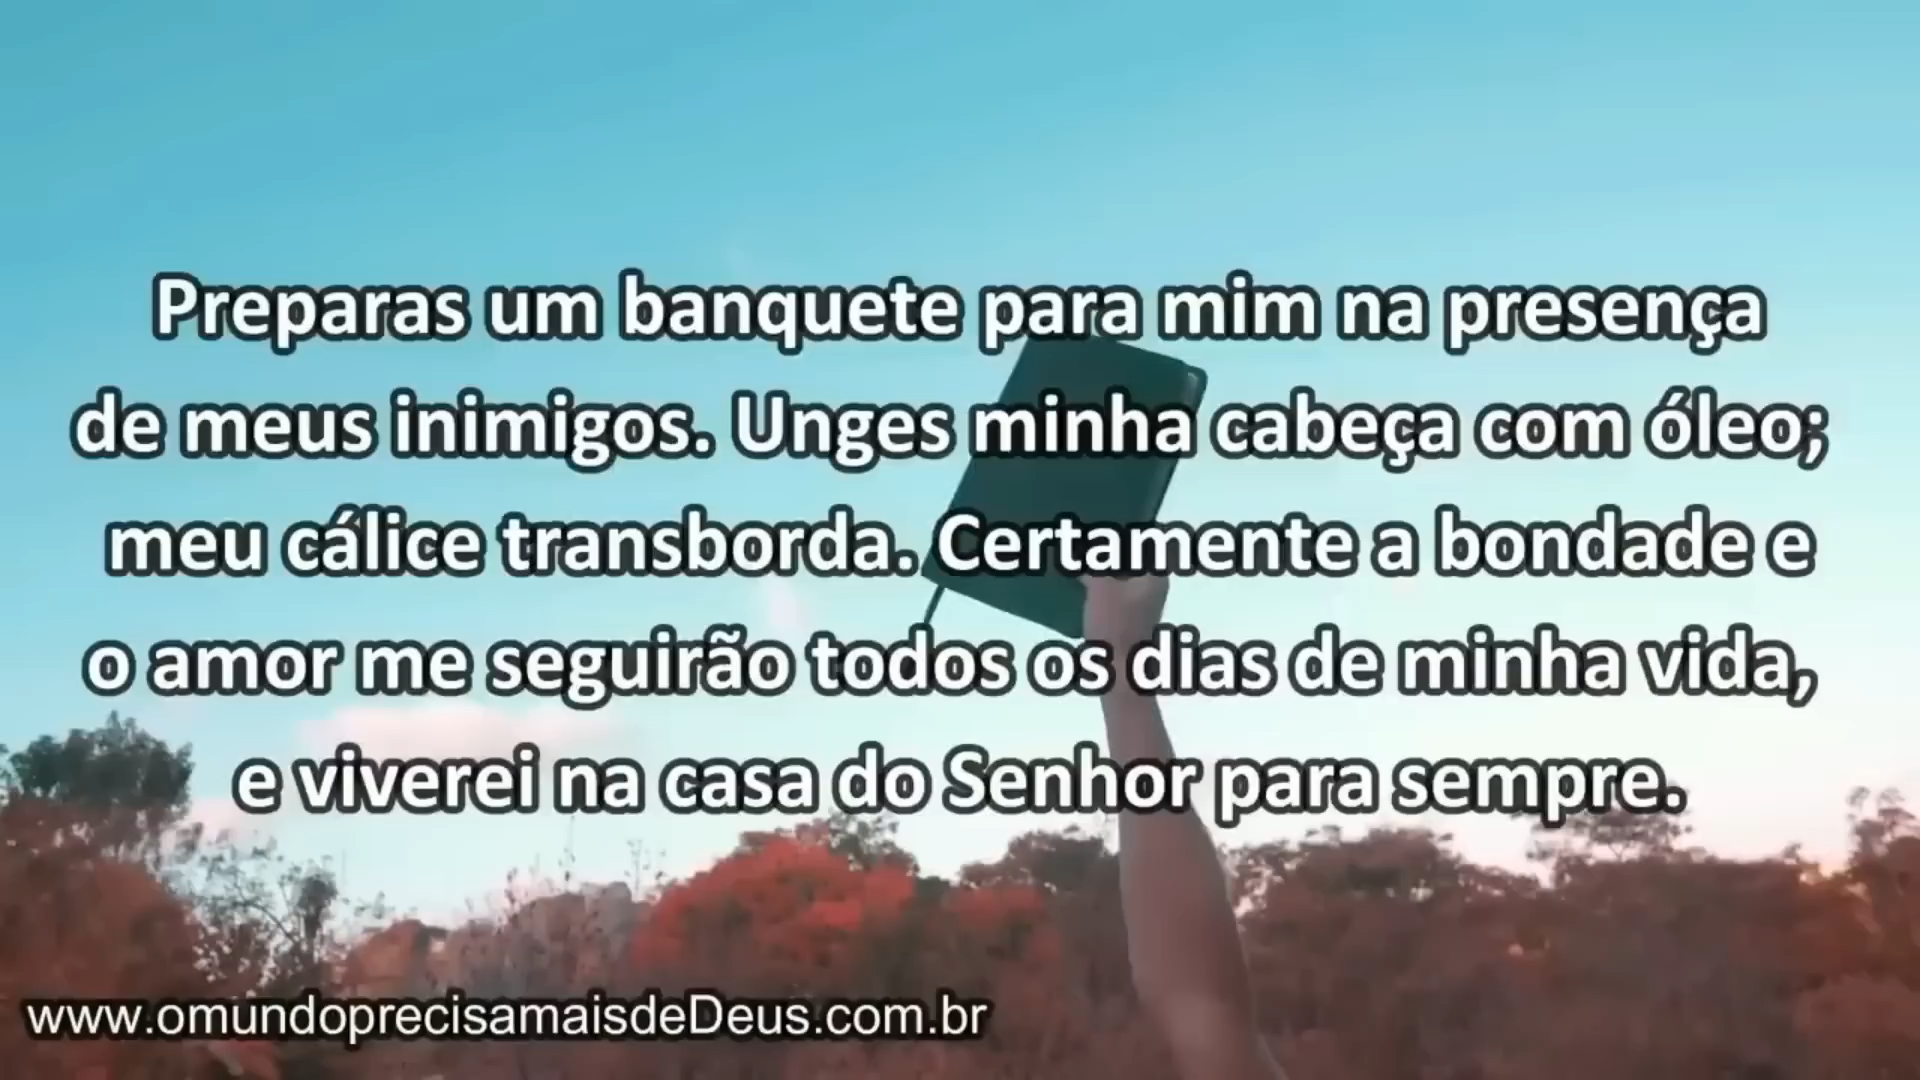 Preparas um banquete para mim na presença
de meus inimigos. Unges minha cabeça com óleo;
meu cálice transborda. Certamente a bondade e
o amor me seguirão todos os dias de minha vida,
e viverei na casa do Senhor para sempre.
www.omundoprecisamaisdeDeus.com.br